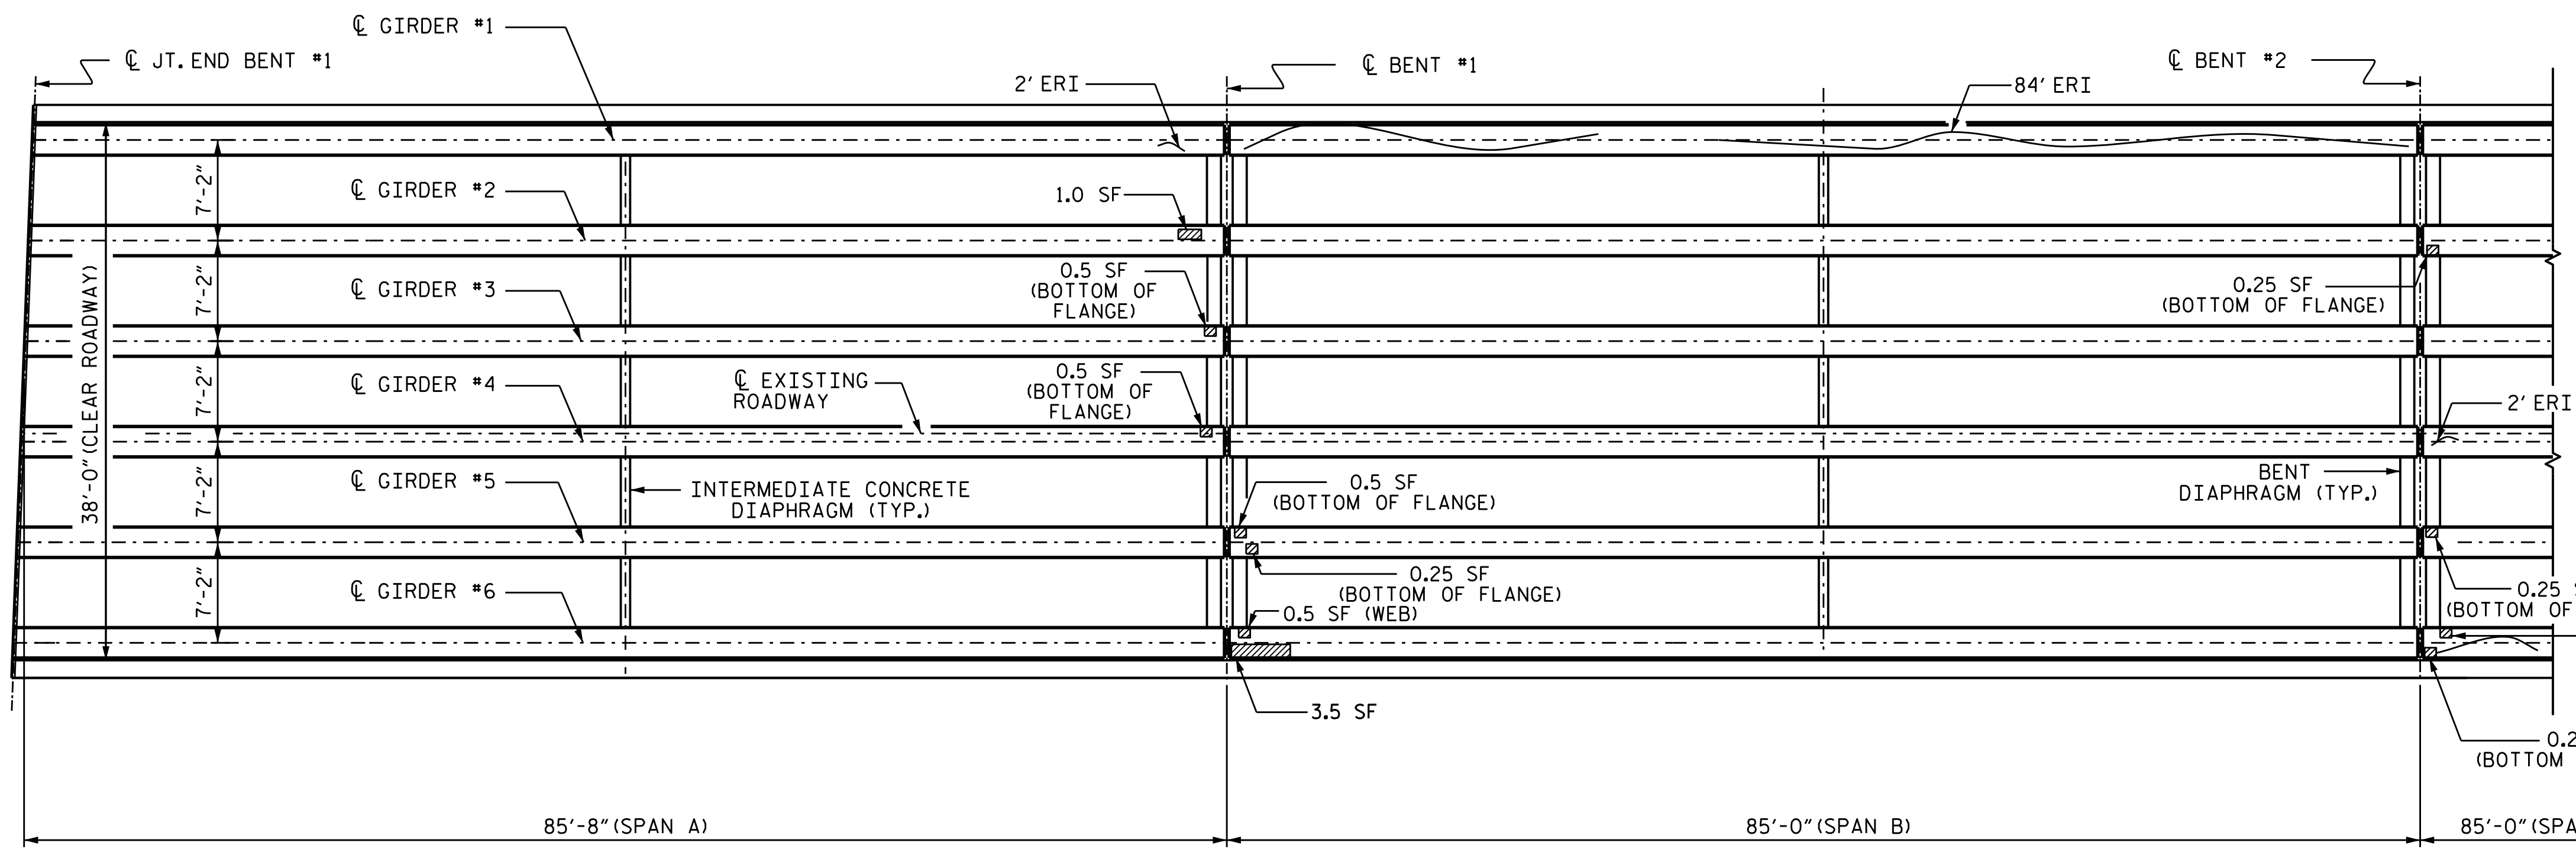 ℄ GIRDER #1
℄ JT. END BENT #1
2' ERI
℄ BENT #1
84' ERI
℄ BENT #2
7'-2"
℄ GIRDER #2
1.0 SF
38'-0" (CLEAR ROADWAY)
7'-2"
℄ GIRDER #3
0.5 SF
(BOTTOM OF
FLANGE)
0.25 SF
(BOTTOM OF FLANGE)
7'-2"
℄ GIRDER #4
℄ EXISTING
ROADWAY
0.5 SF
(BOTTOM OF
FLANGE)
2' ERI
7'-2"
℄ GIRDER #5
INTERMEDIATE CONCRETE
DIAPHRAGM (TYP.)
0.5 SF
(BOTTOM OF FLANGE)
BENT
DIAPHRAGM (TYP.)
7'-2"
℄ GIRDER #6
0.25 SF
(BOTTOM OF FLANGE)
0.5 SF (WEB)
0.25
(BOTTOM OF
3.5 SF
(BOTTOM
85'-8" (SPAN A)
85'-0" (SPAN B)
85'-0"